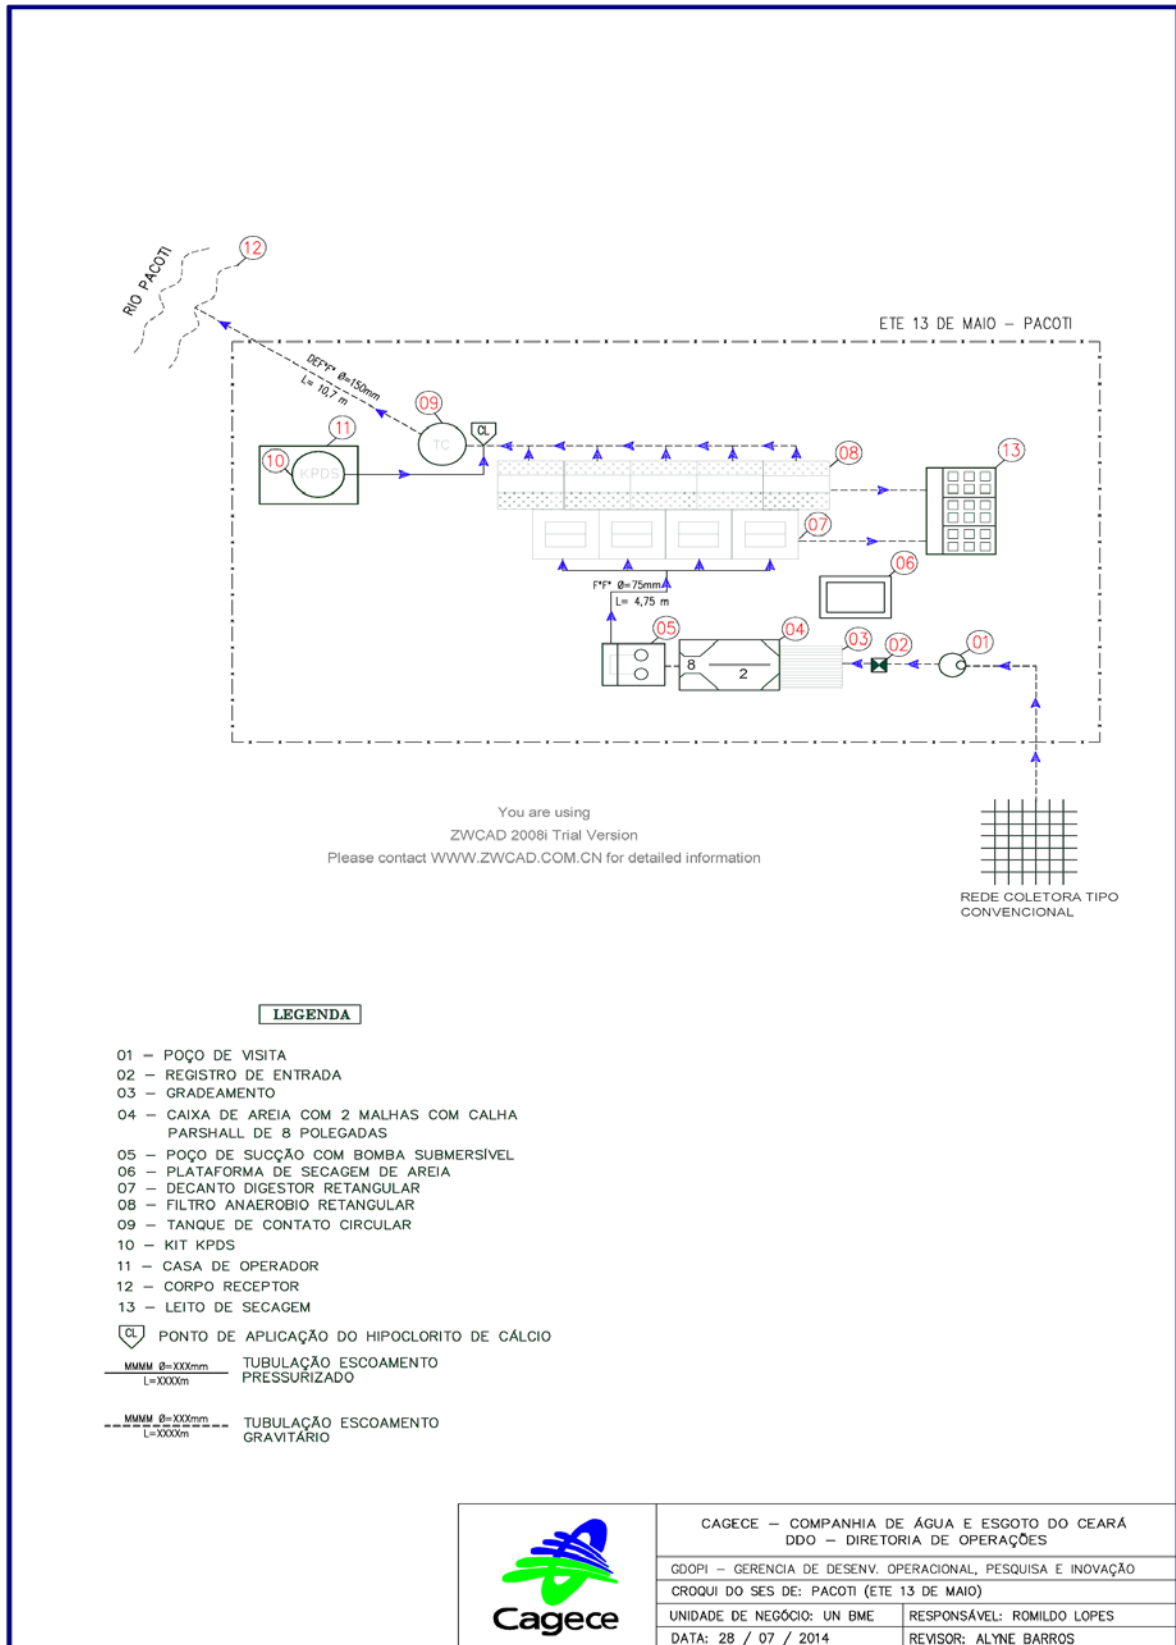 12
RIO PACOTI
ETE 13 DE MAIO – PACOTI
DEF°F° Ø=150mm
L= 10,7 m
09
CL
TC
11
10
KPDS
08
13
07
06
F°F° Ø=75mm
L= 4,75 m
05
04
03
02
01
8
2
You are using
ZWCAD 2008i Trial Version
Please contact WWW.ZWCAD.COM.CN for detailed information
REDE COLETORA TIPO
CONVENCIONAL
LEGENDA
01 – POÇO DE VISITA
02 – REGISTRO DE ENTRADA
03 – GRADEAMENTO
04 – CAIXA DE AREIA COM 2 MALHAS COM CALHA
PARSHALL DE 8 POLEGADAS
05 – POÇO DE SUCÇÃO COM BOMBA SUBMERSÍVEL
06 – PLATAFORMA DE SECAGEM DE AREIA
07 – DECANTO DIGESTOR RETANGULAR
08 – FILTRO ANAEROBIO RETANGULAR
09 – TANQUE DE CONTATO CIRCULAR
10 – KIT KPDS
11 – CASA DE OPERADOR
12 – CORPO RECEPTOR
13 – LEITO DE SECAGEM
CL PONTO DE APLICAÇÃO DO HIPOCLORITO DE CÁLCIO
MMMM Ø=XXXmm
L=XXXXm
TUBULAÇÃO ESCOAMENTO
PRESSURIZADO
MMMM Ø=XXXmm
L=XXXXm
TUBULAÇÃO ESCOAMENTO
GRAVITÁRIO
Cagece
CAGECE – COMPANHIA DE ÁGUA E ESGOTO DO CEARÁ
DDO – DIRETORIA DE OPERAÇÕES
GDOPI – GERENCIA DE DESENV. OPERACIONAL, PESQUISA E INOVAÇÃO
CROQUI DO SES DE: PACOTI (ETE 13 DE MAIO)
UNIDADE DE NEGÓCIO: UN BME
RESPONSÁVEL: ROMILDO LOPES
DATA: 28 / 07 / 2014
REVISOR: ALYNE BARROS